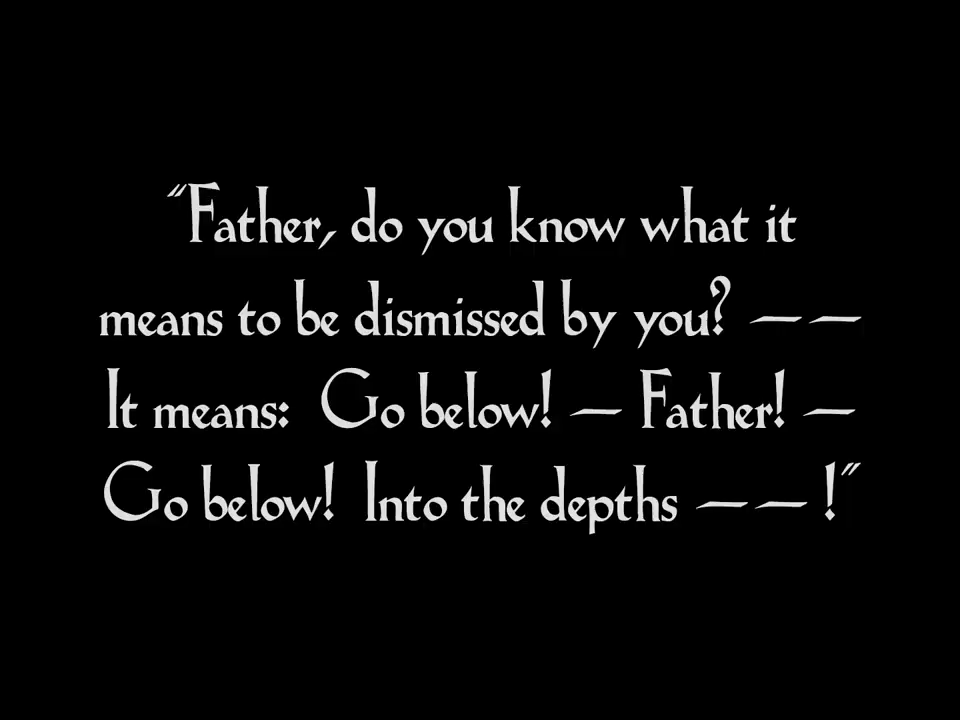 “Father, do you know what it
means to be dismissed by you? — —
It means: Go below! — Father! —
Go below! Into the depths — — !”